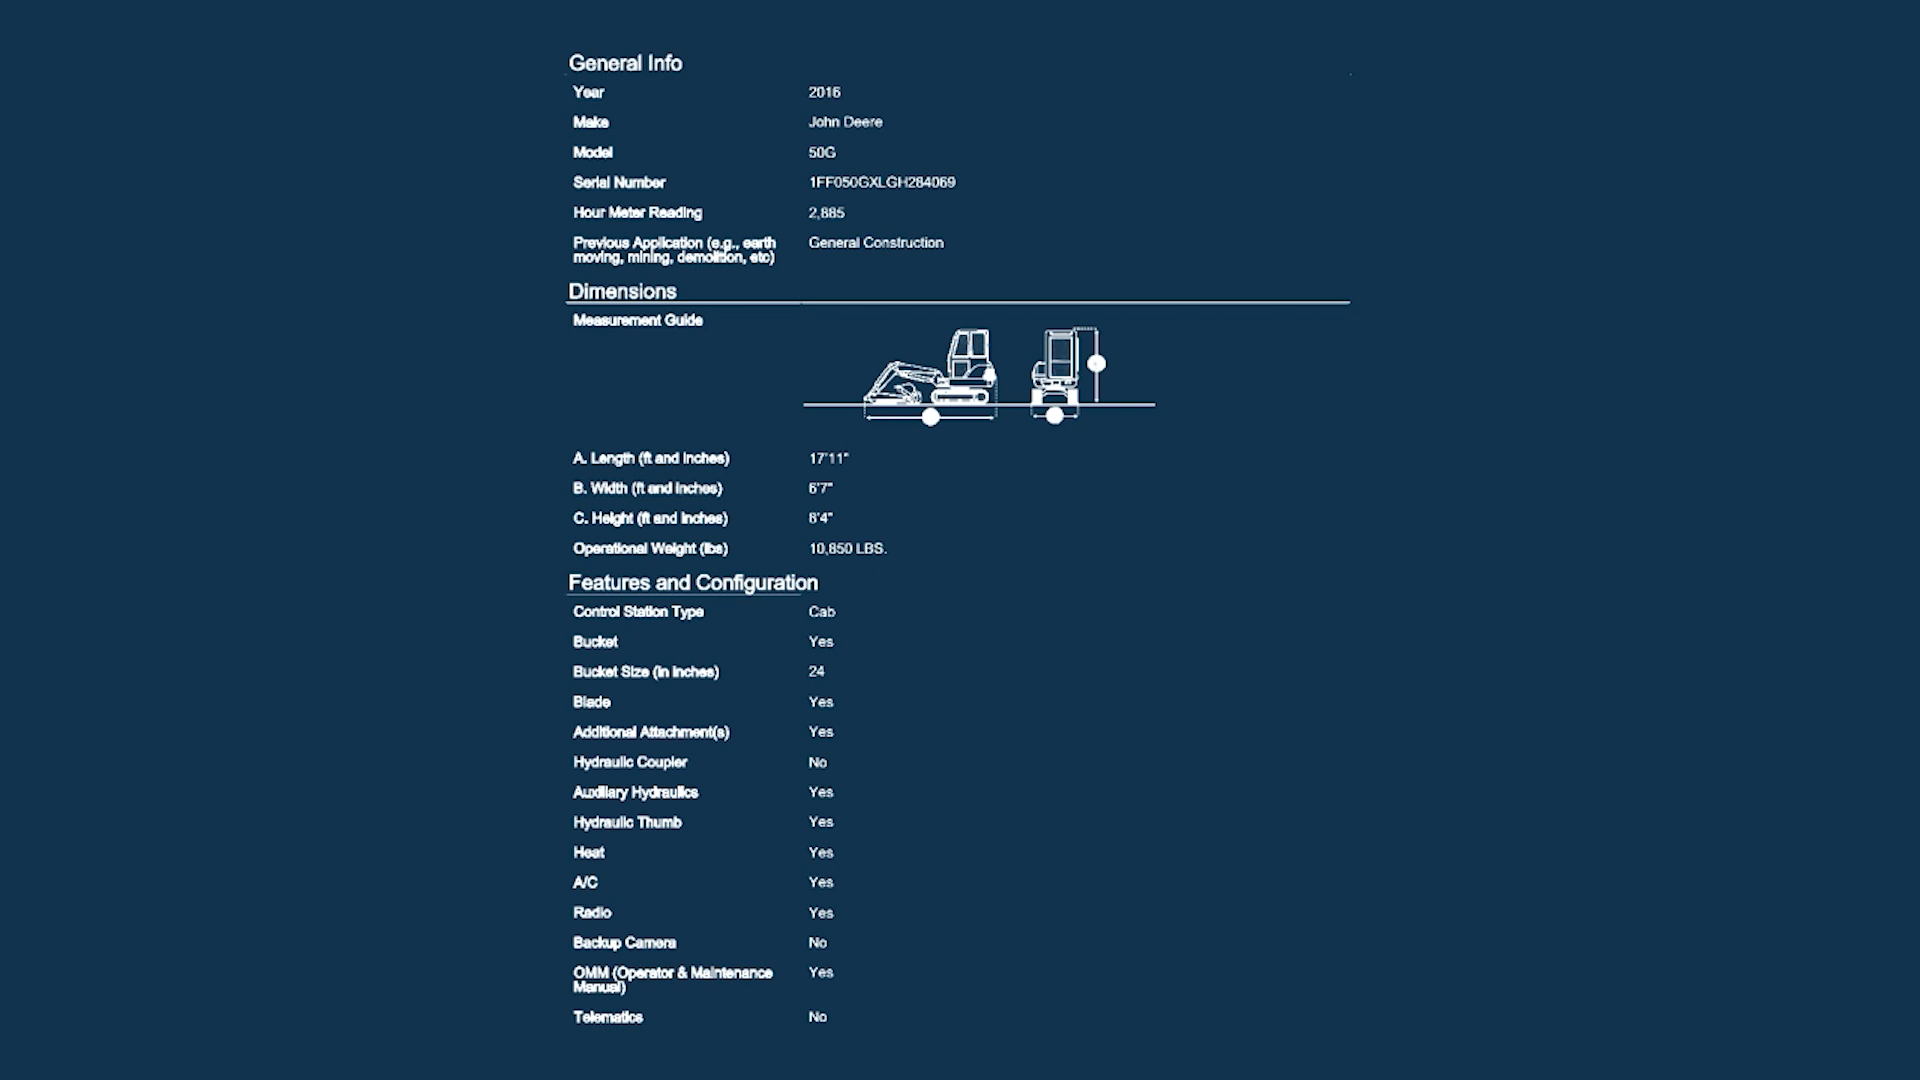 General Info
Year 2016
Make John Deere
Model 50G
Serial Number 1FF050GXLGH284069
Hour Meter Reading 2,885
Previous Application (e.g., earth General Construction
moving, mining, demolition, etc)
Dimensions
Measurement Guide
A. Length (ft and inches) 17'11"
B. Width (ft and inches) 6'7"
C. Height (ft and inches) 8'4"
Operational Weight (lbs) 10,850 LBS.
Features and Configuration
Control Station Type Cab
Bucket Yes
Bucket Size (in inches) 24
Blade Yes
Additional Attachment(s) Yes
Hydraulic Coupler No
Auxiliary Hydraulics Yes
Hydraulic Thumb Yes
Heat Yes
A/C Yes
Radio Yes
Backup Camera No
OMM (Operator & Maintenance Yes
Manual)
Telematics No